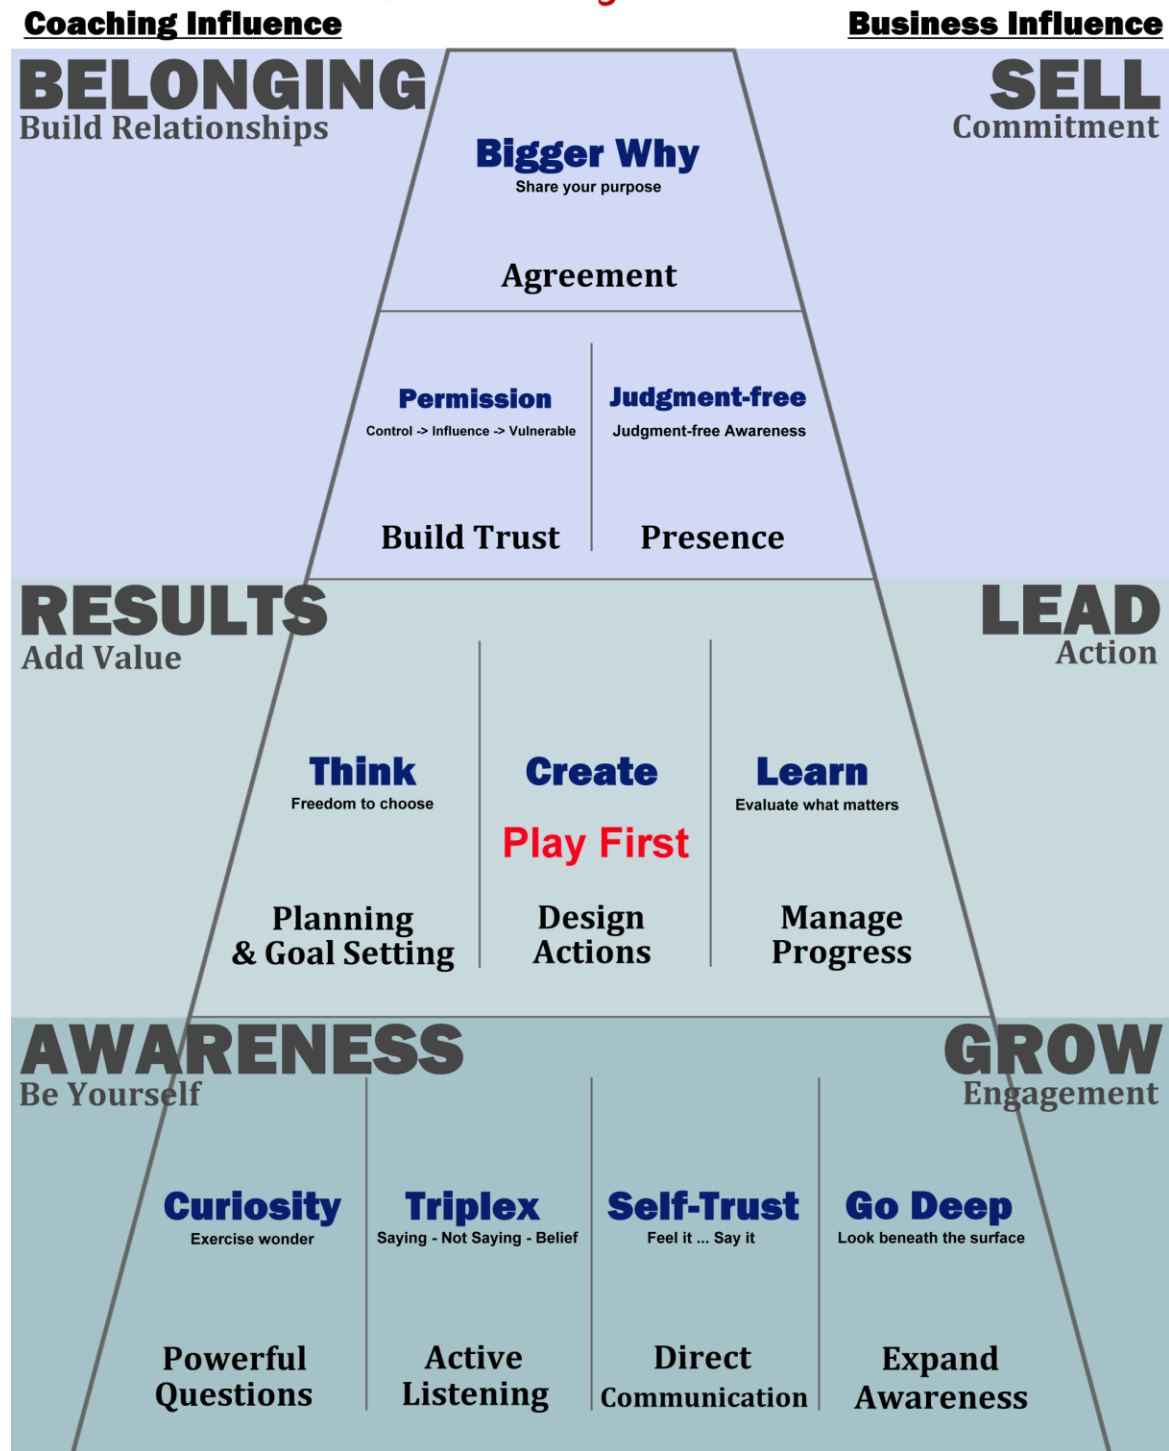 Coaching Influence
Business Influence
BELONGING
Build Relationships
SELL
Commitment
Bigger Why
Share your purpose
Agreement
Permission
Control -> Influence -> Vulnerable
Build Trust
Judgment-free
Judgment-free Awareness
Presence
RESULTS
Add Value
LEAD
Action
Think
Freedom to choose
Planning
& Goal Setting
Create
Play First
Design
Actions
Learn
Evaluate what matters
Manage
Progress
AWARENESS
Be Yourself
GROW
Engagement
Curiosity
Exercise wonder
Powerful
Questions
Triplex
Saying - Not Saying - Belief
Active
Listening
Self-Trust
Feel it ... Say it
Direct
Communication
Go Deep
Look beneath the surface
Expand
Awareness